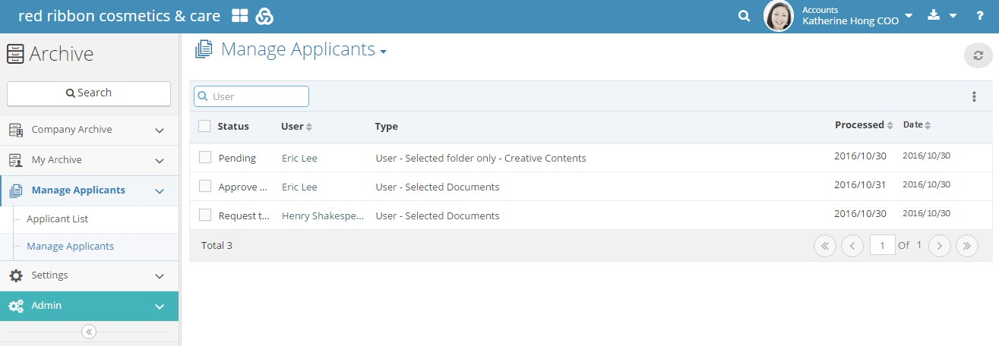 red ribbon cosmetics & care
Accounts
Katherine Hong COO
?
Archive
Search
Company Archive
My Archive
Manage Applicants
Applicant List
Manage Applicants
Settings
Admin
Manage Applicants
User
Status User Type Processed Date
Pending Eric Lee User - Selected folder only - Creative Contents 2016/10/30 2016/10/30
Approve ... Eric Lee User - Selected Documents 2016/10/31 2016/10/30
Request t... Henry Shakespe... User - Selected Documents 2016/10/30 2016/10/30
Total 3 1 Of 1